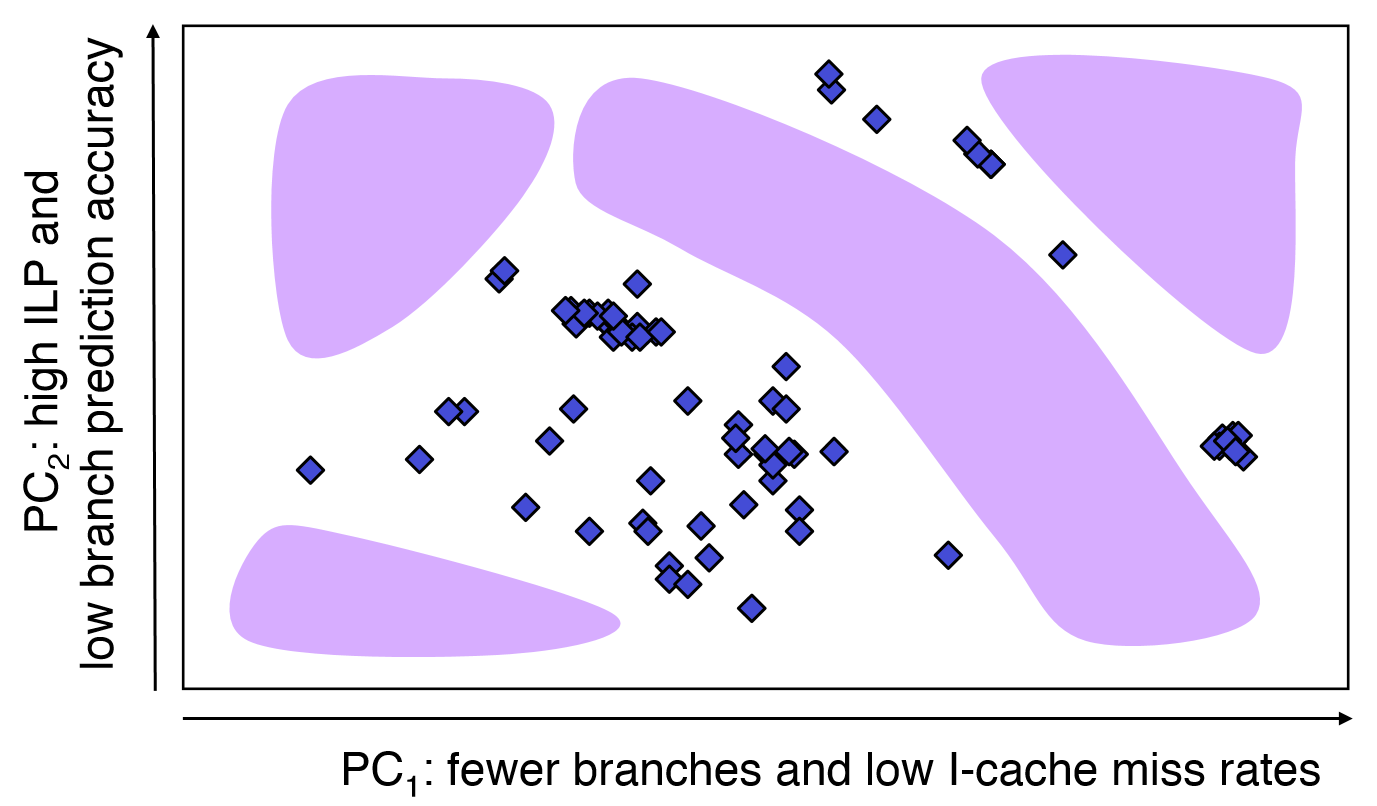 PC₂: high ILP and
low branch prediction accuracy
PC₁: fewer branches and low I-cache miss rates